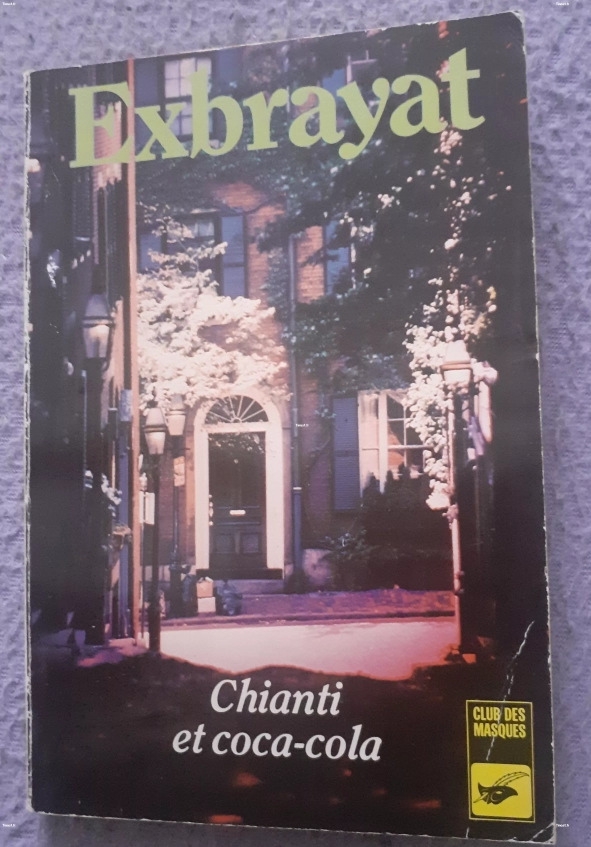 Exbrayat
Chianti
et coca-cola
CLUB DES
MASQUES